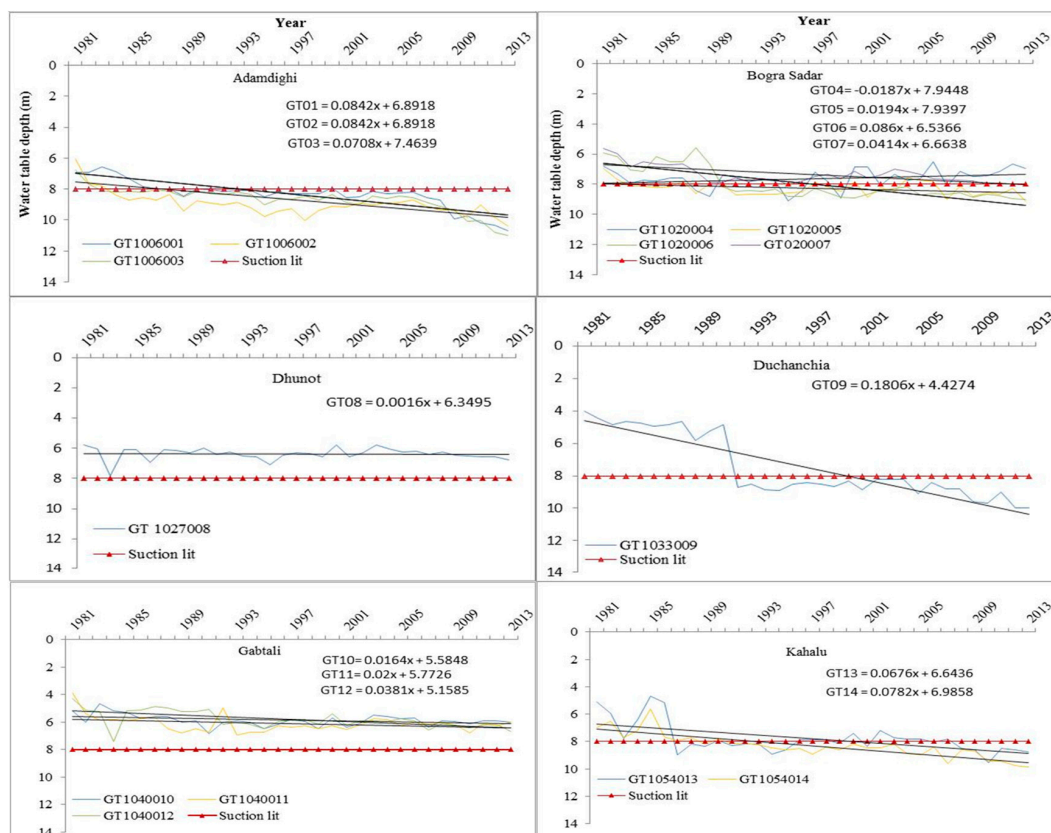 Year
1981 1985 1989 1993 1997 2001 2005 2009 2013
Water table depth (m)
0
2
4
6
8
10
12
14
Adamdighi
GT01 = 0.0842x + 6.8918
GT02 = 0.0842x + 6.8918
GT03 = 0.0708x + 7.4639
GT1006001 GT1006002
GT1006003 Suction lit
Year
1981 1985 1989 1993 1997 2001 2005 2009 2013
Water table depth (m)
0
2
4
6
8
10
12
14
Bogra Sadar
GT04= -0.0187x + 7.9448
GT05 = 0.0194x + 7.9397
GT06 = 0.086x + 6.5366
GT07 = 0.0414x + 6.6638
GT1020004 GT1020005
GT1020006 GT020007
Suction lit
1981 1985 1989 1993 1997 2001 2005 2009 2013
0
2
4
6
8
10
12
14
Dhunot
GT08 = 0.0016x + 6.3495
GT 1027008
Suction lit
1981 1985 1989 1993 1997 2001 2005 2009 2013
0
2
4
6
8
10
12
14
Duchanchia
GT09 = 0.1806x + 4.4274
GT1033009
Suction lit
1981 1985 1989 1993 1997 2001 2005 2009 2013
0
2
4
6
8
10
12
14
Gabtali
GT10= 0.0164x + 5.5848
GT11= 0.02x + 5.7726
GT12 = 0.0381x + 5.1585
GT1040010 GT1040011
GT1040012 Suction lit
1981 1985 1989 1993 1997 2001 2005 2009 2013
0
2
4
6
8
10
12
14
Kahalu
GT13 = 0.0676x + 6.6436
GT14 = 0.0782x + 6.9858
GT1054013 GT1054014
Suction lit